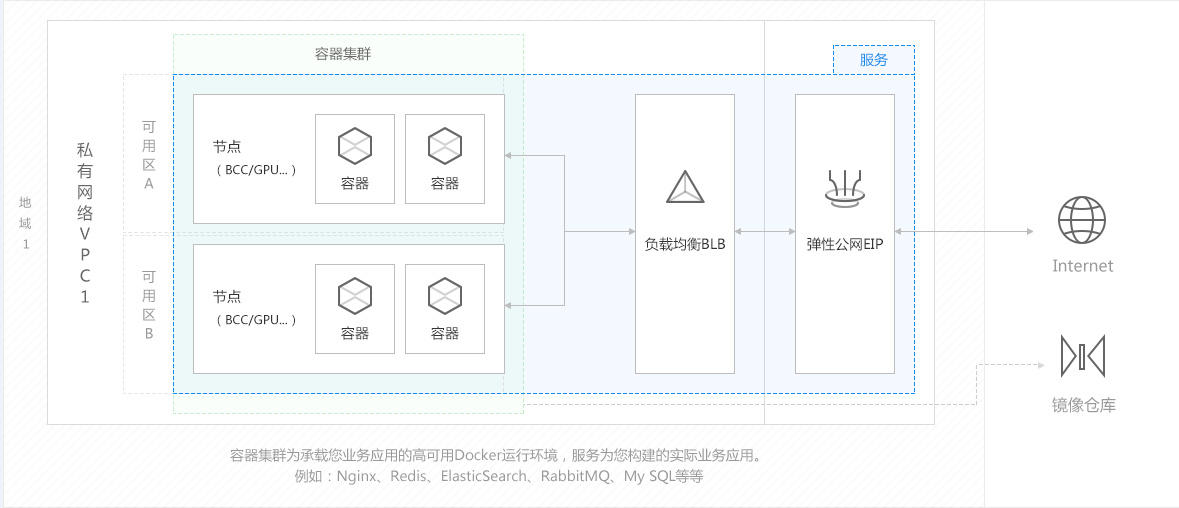 容器集群
服务
地域1
私有网络VPC1
可用区A
节点
（BCC/GPU...）
容器
容器
可用区B
节点
（BCC/GPU...）
容器
容器
负载均衡BLB
弹性公网EIP
Internet
镜像仓库
容器集群为承载您业务应用的高可用Docker运行环境，服务为您构建的实际业务应用。
例如：Nginx、Redis、ElasticSearch、RabbitMQ、My SQL等等